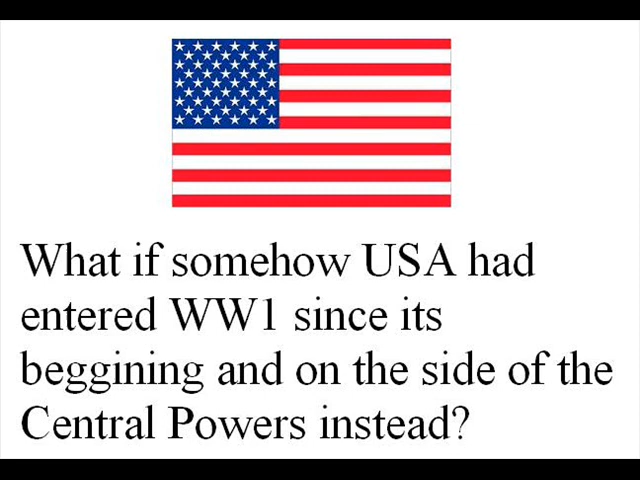 What if somehow USA had
entered WW1 since its
beggining and on the side of the
Central Powers instead?